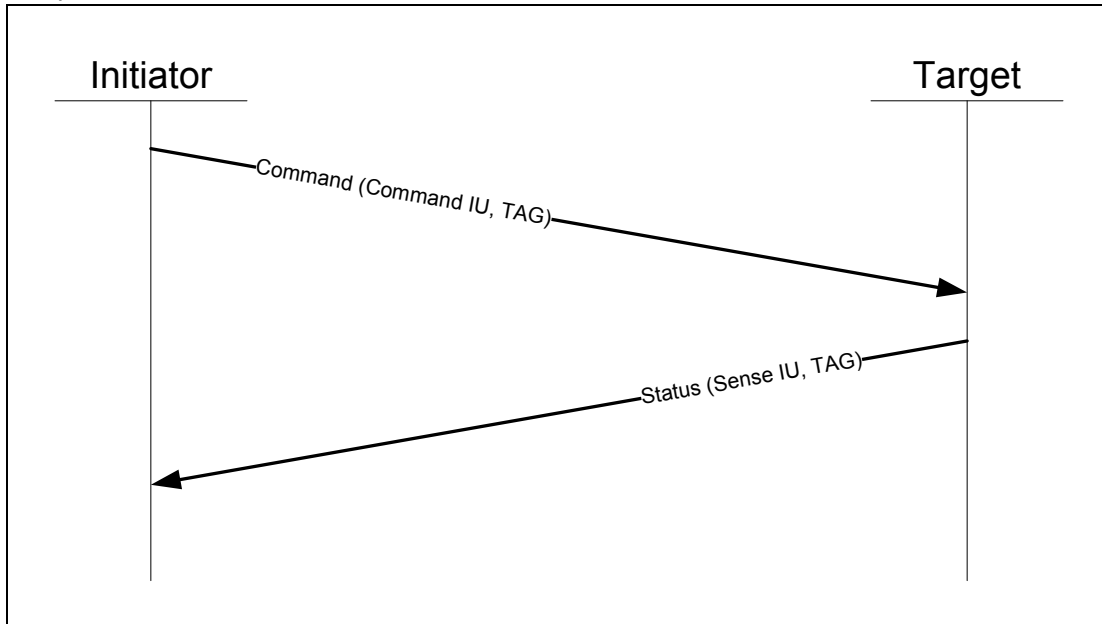 Initiator
Target
Command (Command IU, TAG)
Status (Sense IU, TAG)